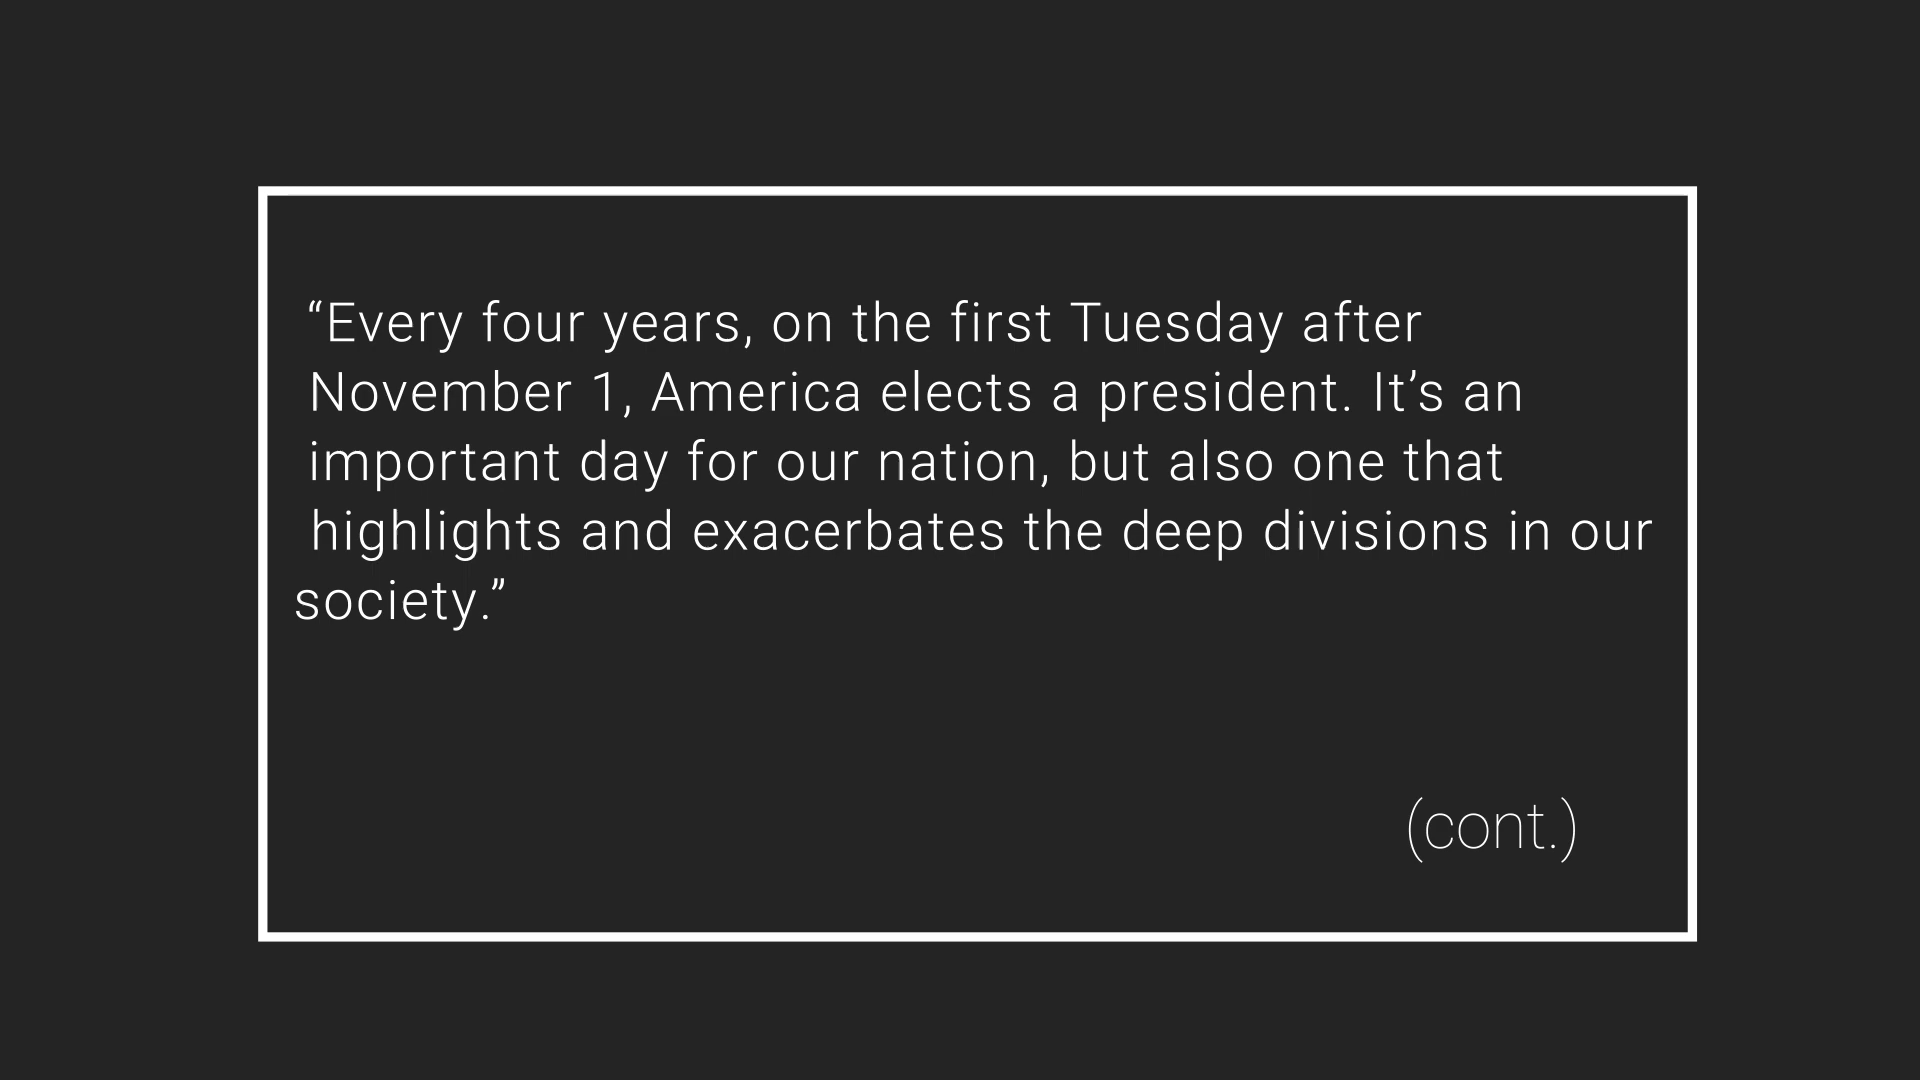 “Every four years, on the first Tuesday after
November 1, America elects a president. It’s an
important day for our nation, but also one that
highlights and exacerbates the deep divisions in our
society.”
(cont.)